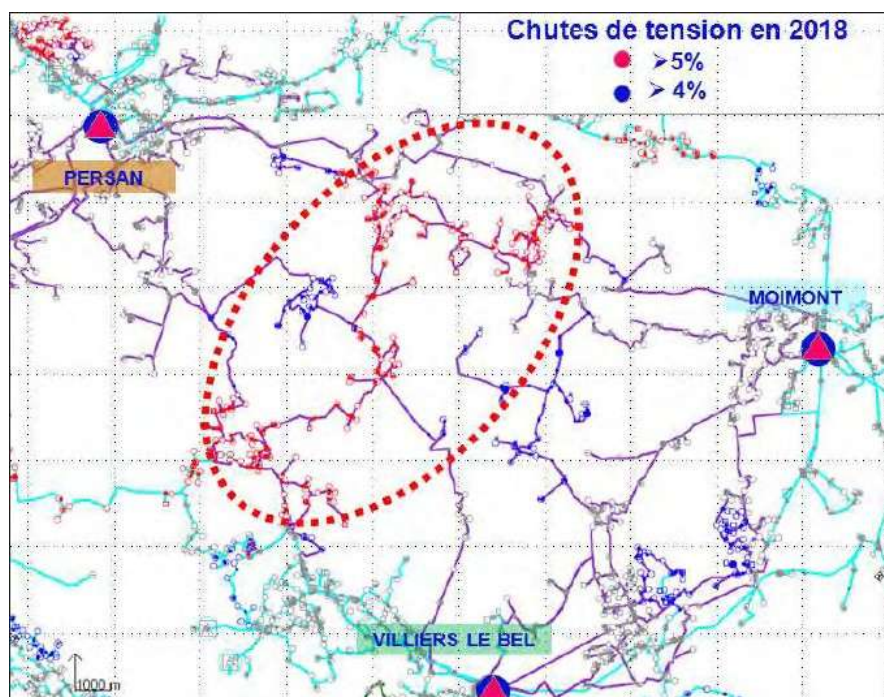 Chutes de tension en 2018
➢5%
➢ 4%
PERSAN
MOIMONT
VILLIERS LE BEL
1000 m